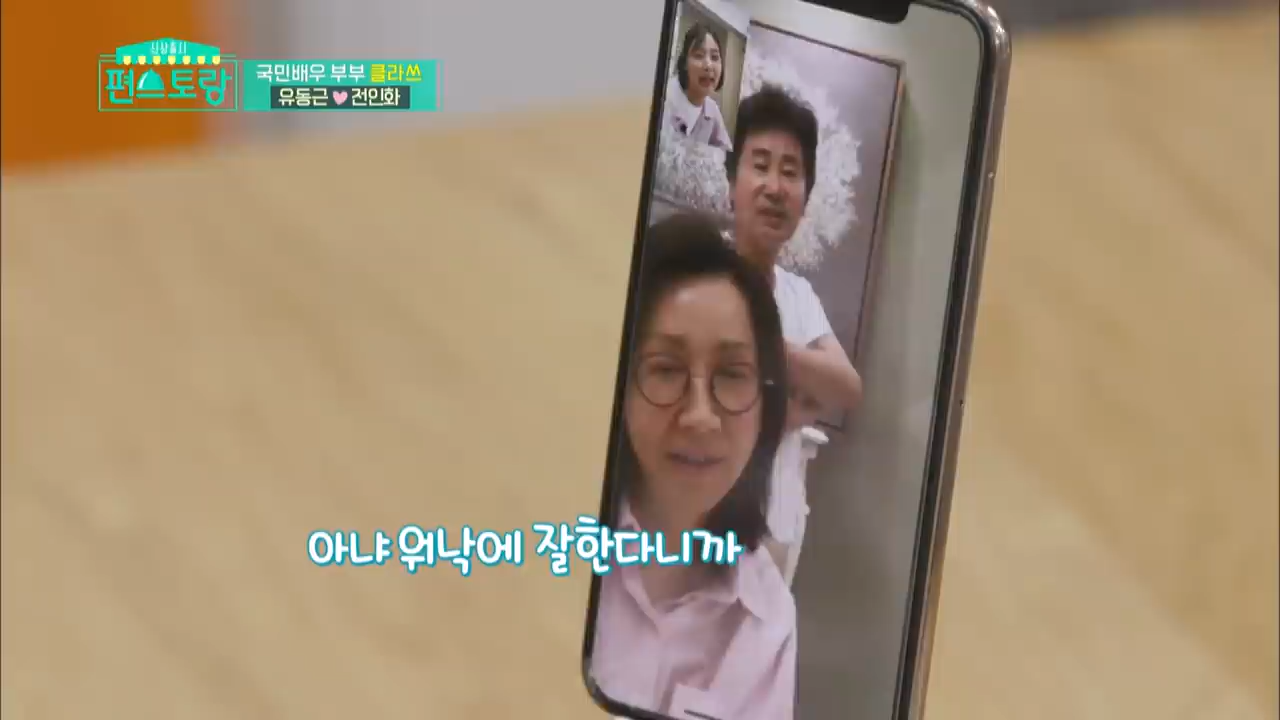 신상출시
편스토랑
국민배우 부부 클라쓰
유동근♥전인화
아냐 워낙에 잘한다니까